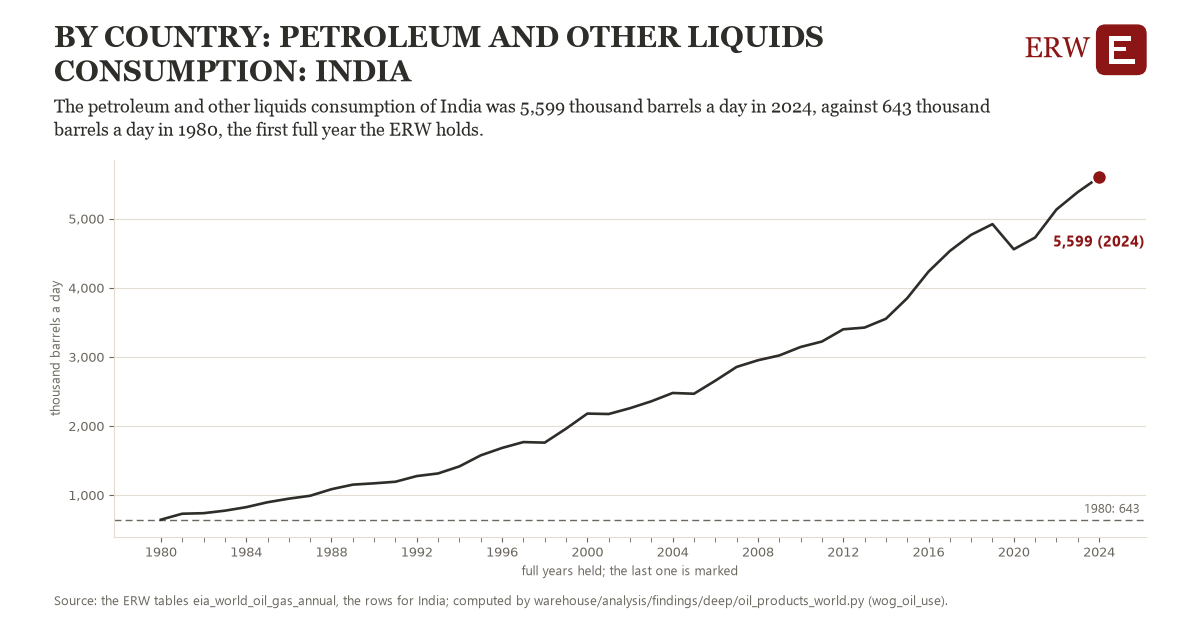 BY COUNTRY: PETROLEUM AND OTHER LIQUIDS
CONSUMPTION: INDIA
ERW E
The petroleum and other liquids consumption of India was 5,599 thousand barrels a day in 2024, against 643 thousand
barrels a day in 1980, the first full year the ERW holds.
thousand barrels a day
5,000
4,000
3,000
2,000
1,000
5,599 (2024)
1980: 643
1980 1984 1988 1992 1996 2000 2004 2008 2012 2016 2020 2024
full years held; the last one is marked
Source: the ERW tables eia_world_oil_gas_annual, the rows for India; computed by warehouse/analysis/findings/deep/oil_products_world.py (wog_oil_use).